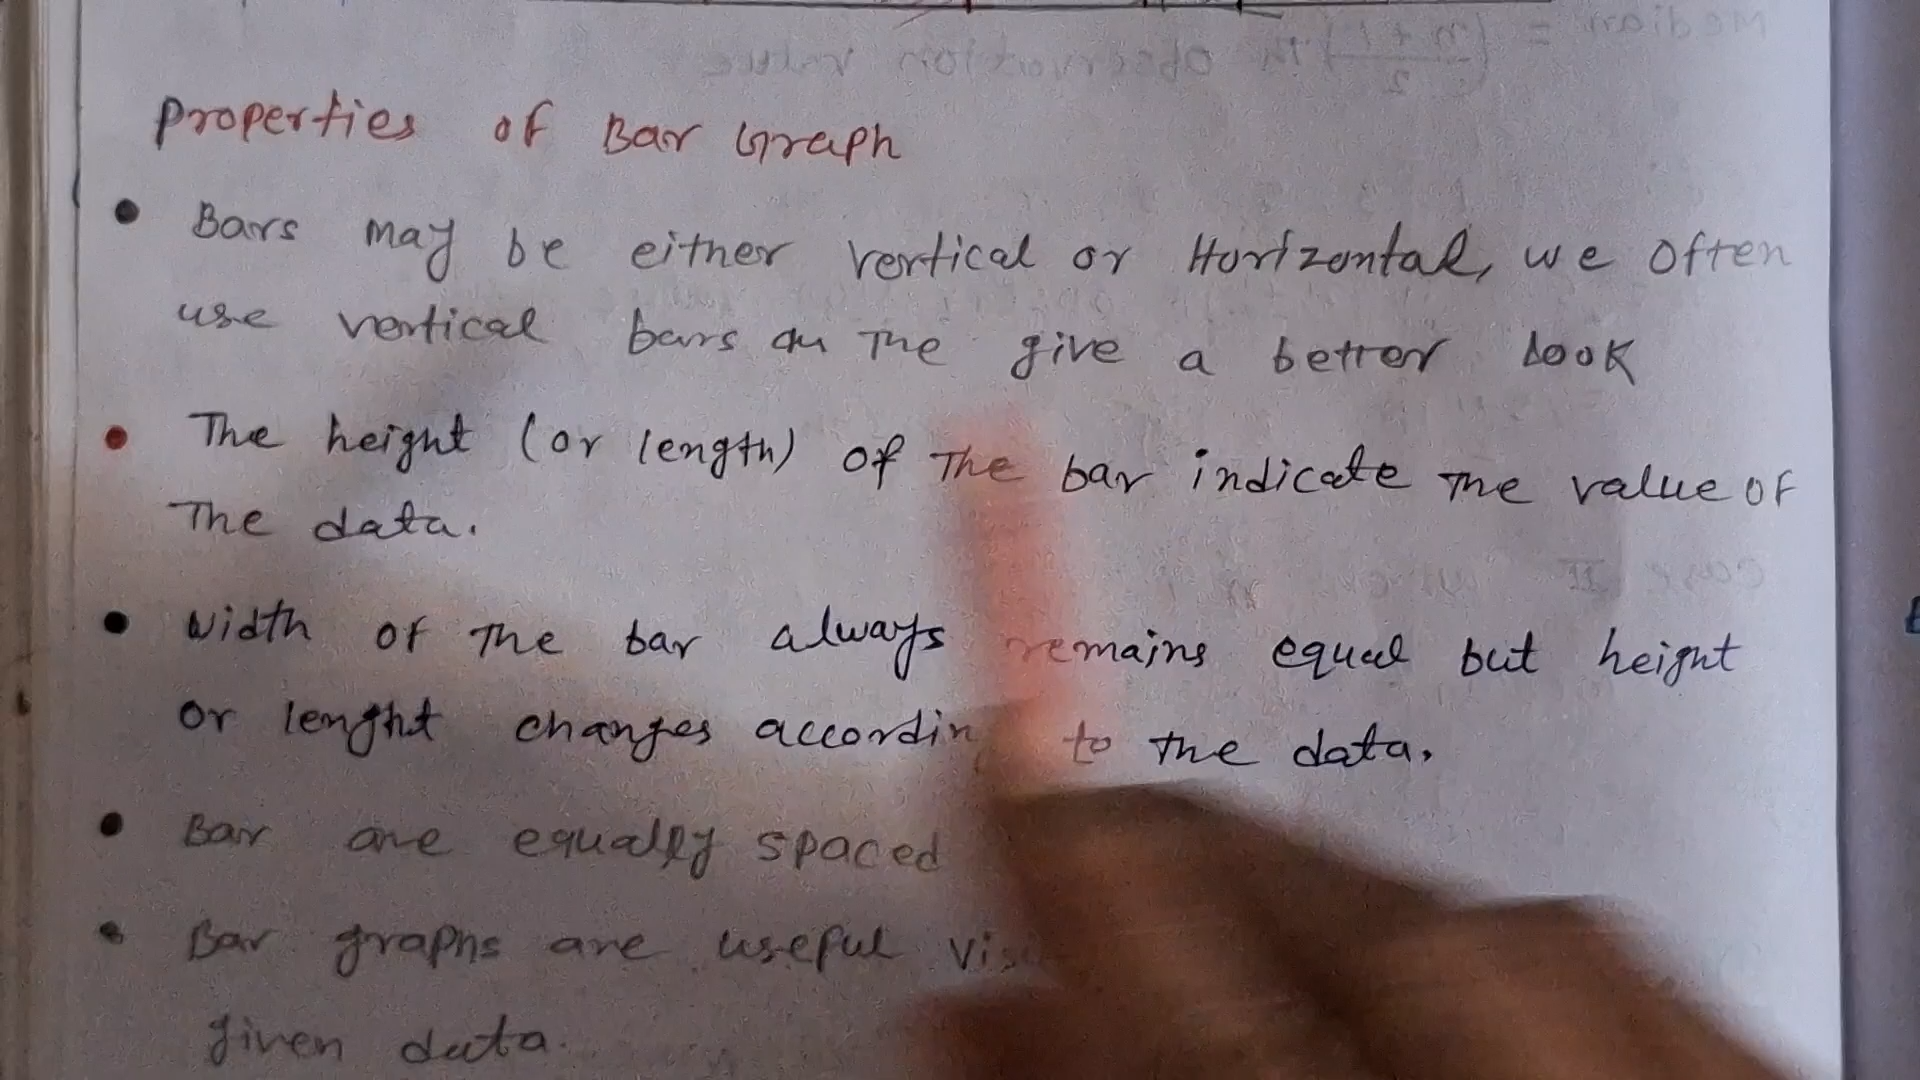 Properties of Bar Graph
• Bars may be either vertical or Horizontal, we often
use vertical bars as the give a better look
• The height (or length) of the bar indicate the value of
The data.
• Width of the bar always remains equal but height
or lenght changes according to the data.
• Bar are equally spaced
• Bar graphs are useful
given data.